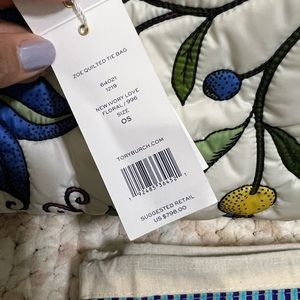 ZOE QUILTED TIE BAG
64021
1219
NEW IVORY LOVE
FLORAL / 996
SIZE
OS
TORYBURCH.COM
SUGGESTED RETAIL
US $798.00